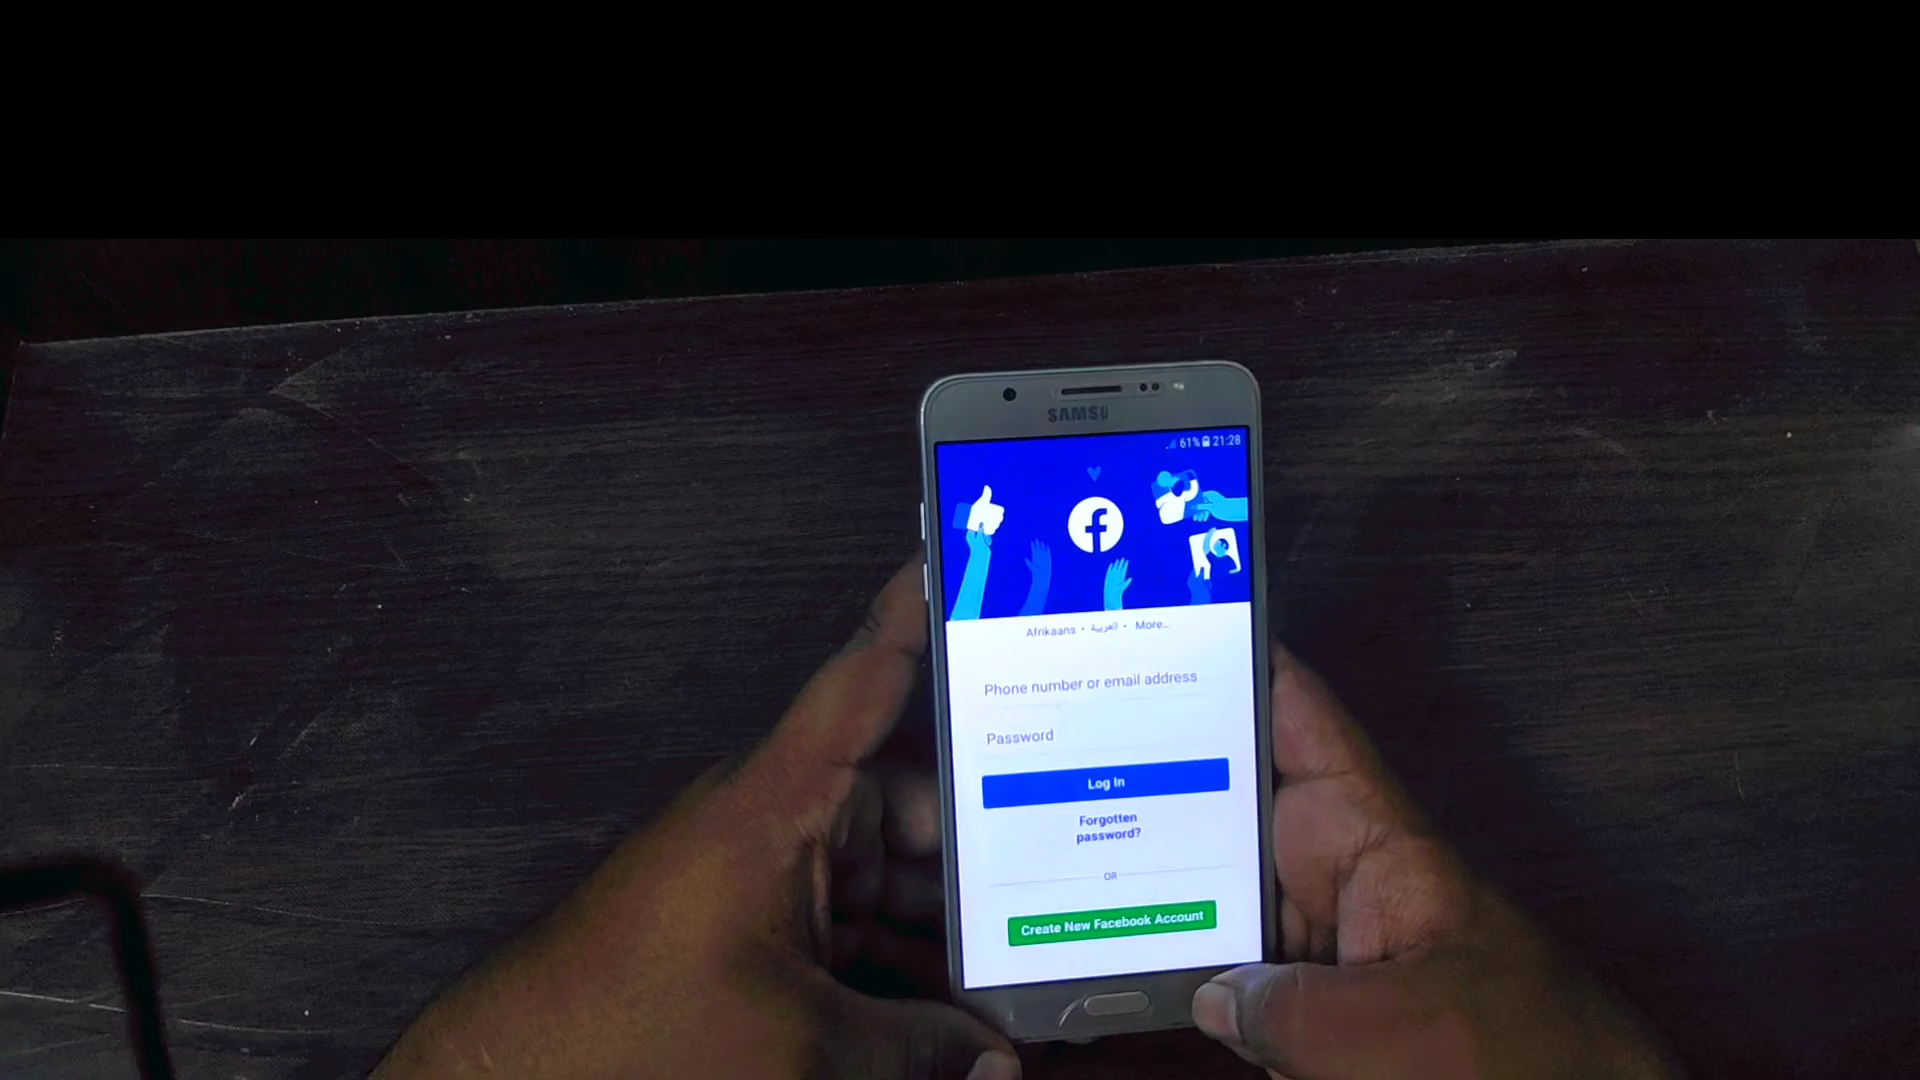 SAMSU
61% 21:28
f
Afrikaans · العربية · More...
Phone number or email address
Password
Log In
Forgotten
password?
OR
Create New Facebook Account